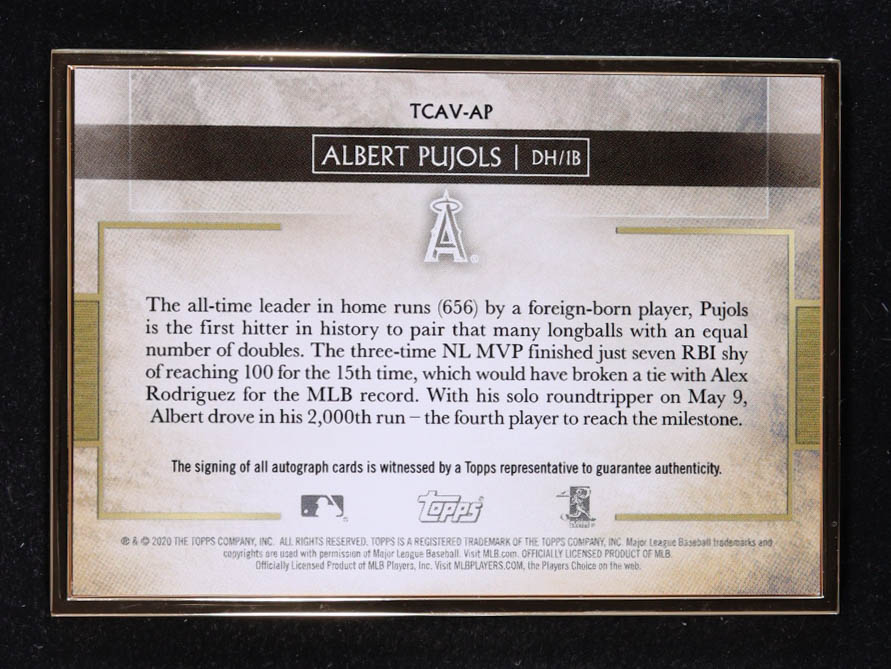 TCAV-AP
ALBERT PUJOLS | DH/1B
A®
The all-time leader in home runs (656) by a foreign-born player, Pujols
is the first hitter in history to pair that many longballs with an equal
number of doubles. The three-time NL MVP finished just seven RBI shy
of reaching 100 for the 15th time, which would have broken a tie with Alex
Rodriguez for the MLB record. With his solo roundtripper on May 9,
Albert drove in his 2,000th run – the fourth player to reach the milestone.
The signing of all autograph cards is witnessed by a Topps representative to guarantee authenticity.
Topps
® & © 2020 THE TOPPS COMPANY, INC. ALL RIGHTS RESERVED. TOPPS IS A REGISTERED TRADEMARK OF THE TOPPS COMPANY, INC. Major League Baseball trademarks and
copyrights are used with permission of Major League Baseball. Visit MLB.com. OFFICIALLY LICENSED PRODUCT OF MLB.
Officially Licensed Product of MLB Players, Inc. Visit MLBPLAYERS.COM, the Players Choice on the web.